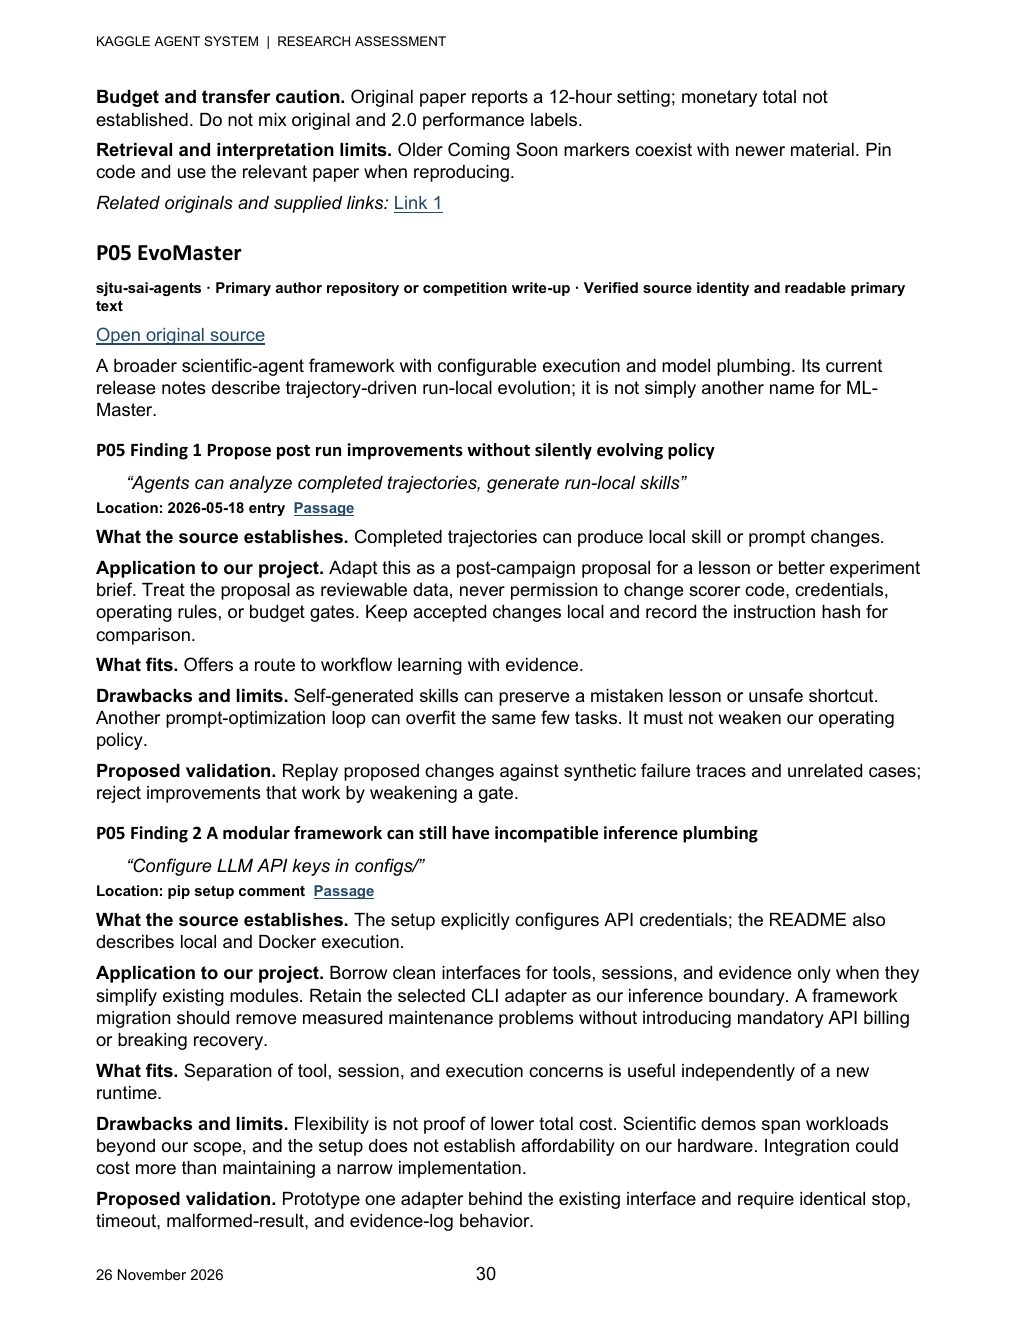 KAGGLE AGENT SYSTEM | RESEARCH ASSESSMENT
Budget and transfer caution. Original paper reports a 12-hour setting; monetary total not
established. Do not mix original and 2.0 performance labels.
Retrieval and interpretation limits. Older Coming Soon markers coexist with newer material. Pin
code and use the relevant paper when reproducing.
Related originals and supplied links: Link 1
P05 EvoMaster
sjtu-sai-agents · Primary author repository or competition write-up · Verified source identity and readable primary
text
Open original source
A broader scientific-agent framework with configurable execution and model plumbing. Its current
release notes describe trajectory-driven run-local evolution; it is not simply another name for ML-
Master.
P05 Finding 1 Propose post run improvements without silently evolving policy
“Agents can analyze completed trajectories, generate run-local skills”
Location: 2026-05-18 entry Passage
What the source establishes. Completed trajectories can produce local skill or prompt changes.
Application to our project. Adapt this as a post-campaign proposal for a lesson or better experiment
brief. Treat the proposal as reviewable data, never permission to change scorer code, credentials,
operating rules, or budget gates. Keep accepted changes local and record the instruction hash for
comparison.
What fits. Offers a route to workflow learning with evidence.
Drawbacks and limits. Self-generated skills can preserve a mistaken lesson or unsafe shortcut.
Another prompt-optimization loop can overfit the same few tasks. It must not weaken our operating
policy.
Proposed validation. Replay proposed changes against synthetic failure traces and unrelated cases;
reject improvements that work by weakening a gate.
P05 Finding 2 A modular framework can still have incompatible inference plumbing
“Configure LLM API keys in configs/”
Location: pip setup comment Passage
What the source establishes. The setup explicitly configures API credentials; the README also
describes local and Docker execution.
Application to our project. Borrow clean interfaces for tools, sessions, and evidence only when they
simplify existing modules. Retain the selected CLI adapter as our inference boundary. A framework
migration should remove measured maintenance problems without introducing mandatory API billing
or breaking recovery.
What fits. Separation of tool, session, and execution concerns is useful independently of a new
runtime.
Drawbacks and limits. Flexibility is not proof of lower total cost. Scientific demos span workloads
beyond our scope, and the setup does not establish affordability on our hardware. Integration could
cost more than maintaining a narrow implementation.
Proposed validation. Prototype one adapter behind the existing interface and require identical stop,
timeout, malformed-result, and evidence-log behavior.
26 November 2026
30